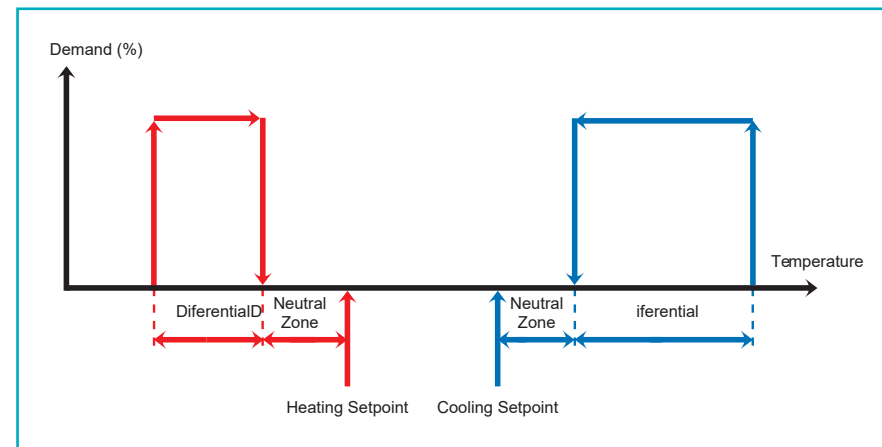 Demand (%)
Temperature
DiferentialD
Neutral
Zone
Neutral
Zone
iferential
Heating Setpoint
Cooling Setpoint